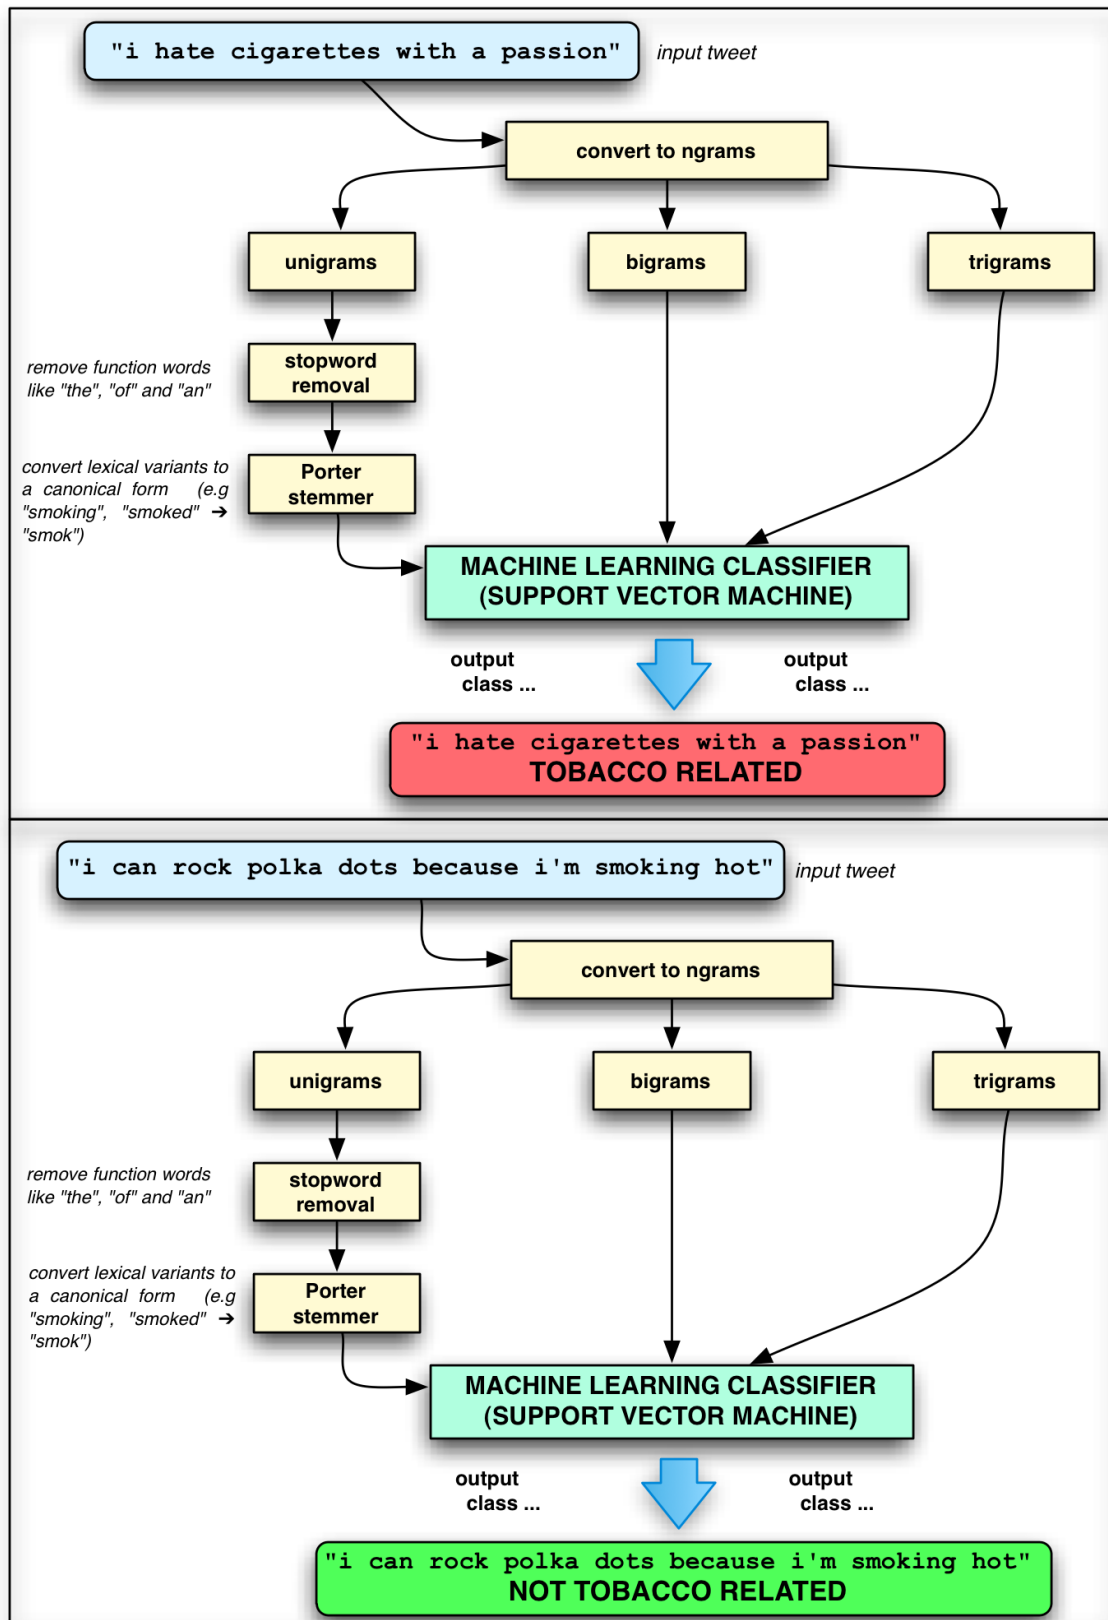 "i hate cigarettes with a passion"
input tweet
convert to ngrams
unigrams
bigrams
trigrams
remove function words
like "the", "of" and "an"
stopword
removal
convert lexical variants to
a canonical form (e.g
"smoking", "smoked" ➔
"smok")
Porter
stemmer
MACHINE LEARNING CLASSIFIER
(SUPPORT VECTOR MACHINE)
output
class ...
output
class ...
"i hate cigarettes with a passion"
TOBACCO RELATED
"i can rock polka dots because i'm smoking hot"
input tweet
convert to ngrams
unigrams
bigrams
trigrams
remove function words
like "the", "of" and "an"
stopword
removal
convert lexical variants to
a canonical form (e.g
"smoking", "smoked" ➔
"smok")
Porter
stemmer
MACHINE LEARNING CLASSIFIER
(SUPPORT VECTOR MACHINE)
output
class ...
output
class ...
"i can rock polka dots because i'm smoking hot"
NOT TOBACCO RELATED